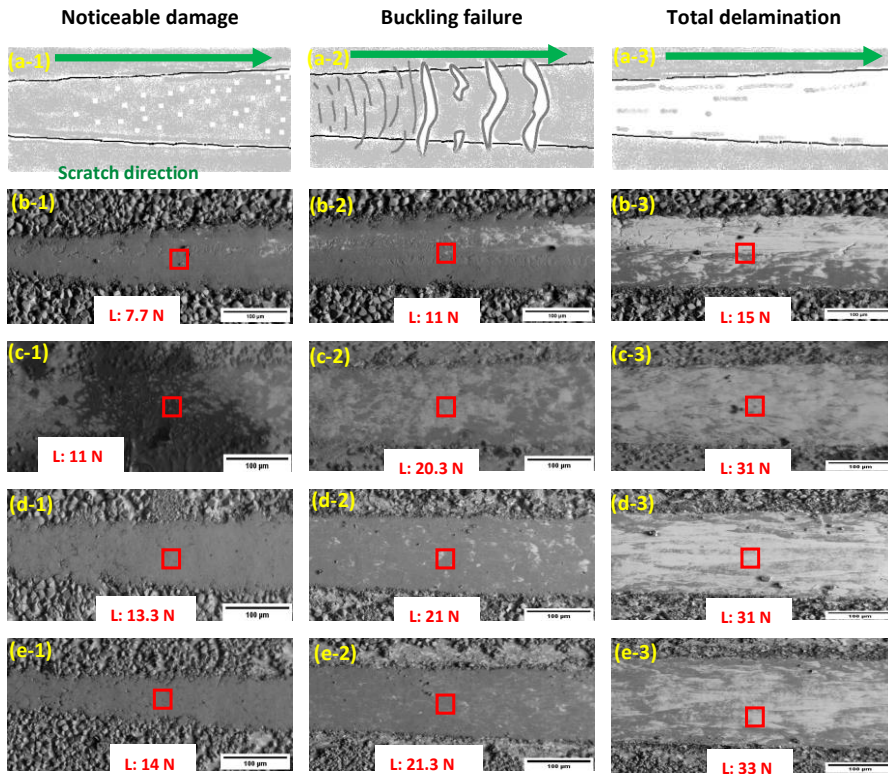 Noticeable damage
Buckling failure
Total delamination
(a-1)
(a-2)
(a-3)
Scratch direction
(b-1)
(b-2)
(b-3)
L: 7.7 N
100 µm
L: 11 N
100 µm
L: 15 N
100 µm
(c-1)
(c-2)
(c-3)
L: 11 N
100 µm
L: 20.3 N
100 µm
L: 31 N
100 µm
(d-1)
(d-2)
(d-3)
L: 13.3 N
100 µm
L: 21 N
100 µm
L: 31 N
100 µm
(e-1)
(e-2)
(e-3)
L: 14 N
100 µm
L: 21.3 N
100 µm
L: 33 N
100 µm